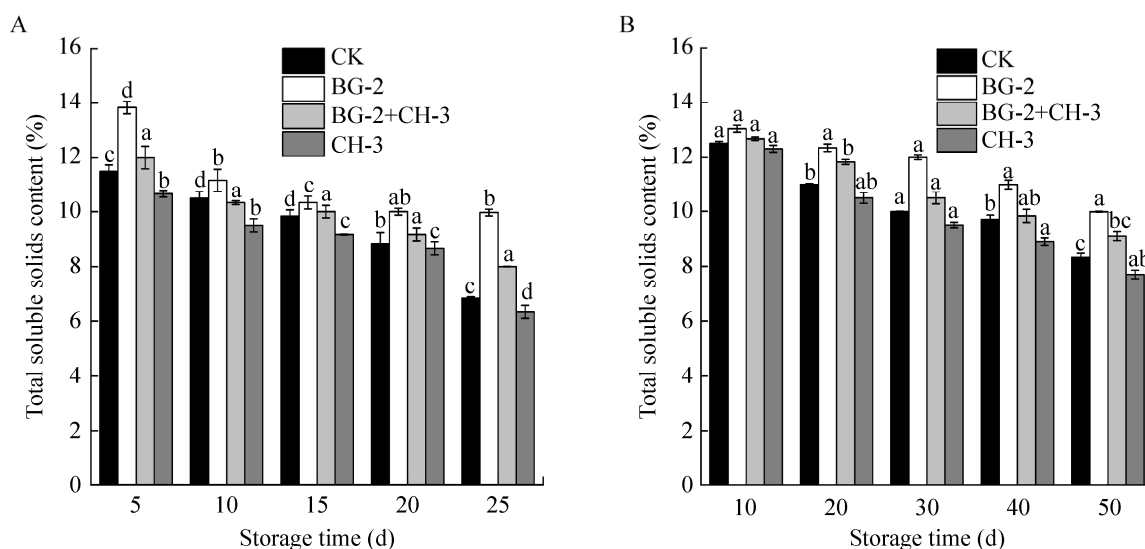 A
Total soluble solids content (%)
16
14
12
10
8
6
4
2
0
CK
BG-2
BG-2+CH-3
CH-3
c d a b
d b a b
d c a c
b ab a c
c a d
5 10 15 20 25
Storage time (d)
B
Total soluble solids content (%)
16
14
12
10
8
6
4
2
0
CK
BG-2
BG-2+CH-3
CH-3
a a a a
b a b ab
a a a a
b a ab a
c a bc ab
10 20 30 40 50
Storage time (d)